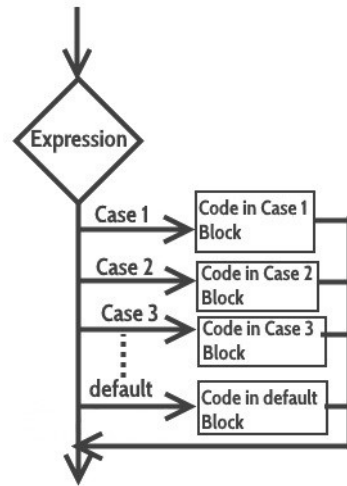 Expression
Case 1
Code in Case 1
Block
Case 2
Code in Case 2
Block
Case 3
Code in Case 3
Block
default
Code in default
Block